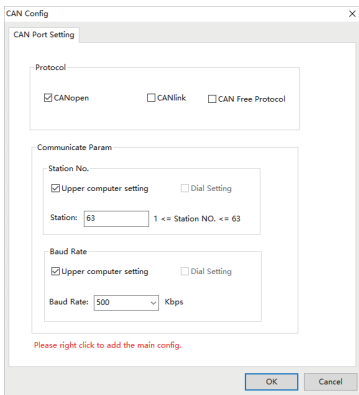 CAN Config
CAN Port Setting
Protocol
CANopen CANlink CAN Free Protocol
Communicate Param
Station No.
Upper computer setting Dial Setting
Station: 63 1 <= Station NO. <= 63
Baud Rate
Upper computer setting Dial Setting
Baud Rate: 500 Kbps
Please right click to add the main config.
OK Cancel